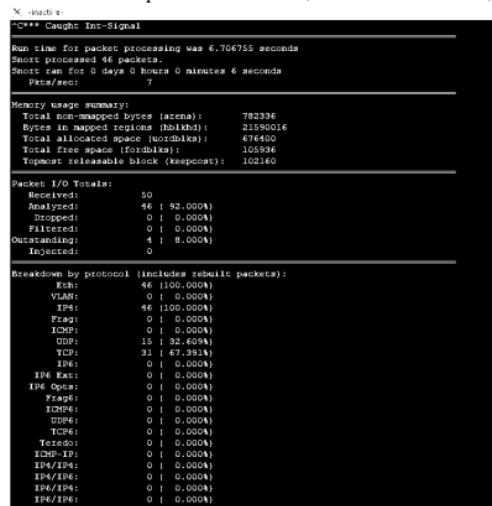 X -inactive-
^C*** Caught Int-Signal
Run time for packet processing was 6.706755 seconds
Snort processed 46 packets.
Snort ran for 0 days 0 hours 0 minutes 6 seconds
Pkts/sec: 7
Memory usage summary:
Total non-mmapped bytes (arena): 782336
Bytes in mapped regions (hblkhd): 21590016
Total allocated space (uordblks): 676400
Total free space (fordblks): 105936
Topmost releasable block (keepcost): 102160
Packet I/O Totals:
Received: 50
Analyzed: 46 ( 92.000%)
Dropped: 0 ( 0.000%)
Filtered: 0 ( 0.000%)
Outstanding: 4 ( 8.000%)
Injected: 0
Breakdown by protocol (includes rebuilt packets):
Eth: 46 (100.000%)
VLAN: 0 ( 0.000%)
IP4: 46 (100.000%)
Frag: 0 ( 0.000%)
ICMP: 0 ( 0.000%)
UDP: 15 ( 32.609%)
TCP: 31 ( 67.391%)
IP6: 0 ( 0.000%)
IP6 Ext: 0 ( 0.000%)
IP6 Opts: 0 ( 0.000%)
Frag6: 0 ( 0.000%)
ICMP6: 0 ( 0.000%)
UDP6: 0 ( 0.000%)
TCP6: 0 ( 0.000%)
Teredo: 0 ( 0.000%)
ICMP-IP: 0 ( 0.000%)
IP4/IP4: 0 ( 0.000%)
IP4/IP6: 0 ( 0.000%)
IP6/IP4: 0 ( 0.000%)
IP6/IP6: 0 ( 0.000%)